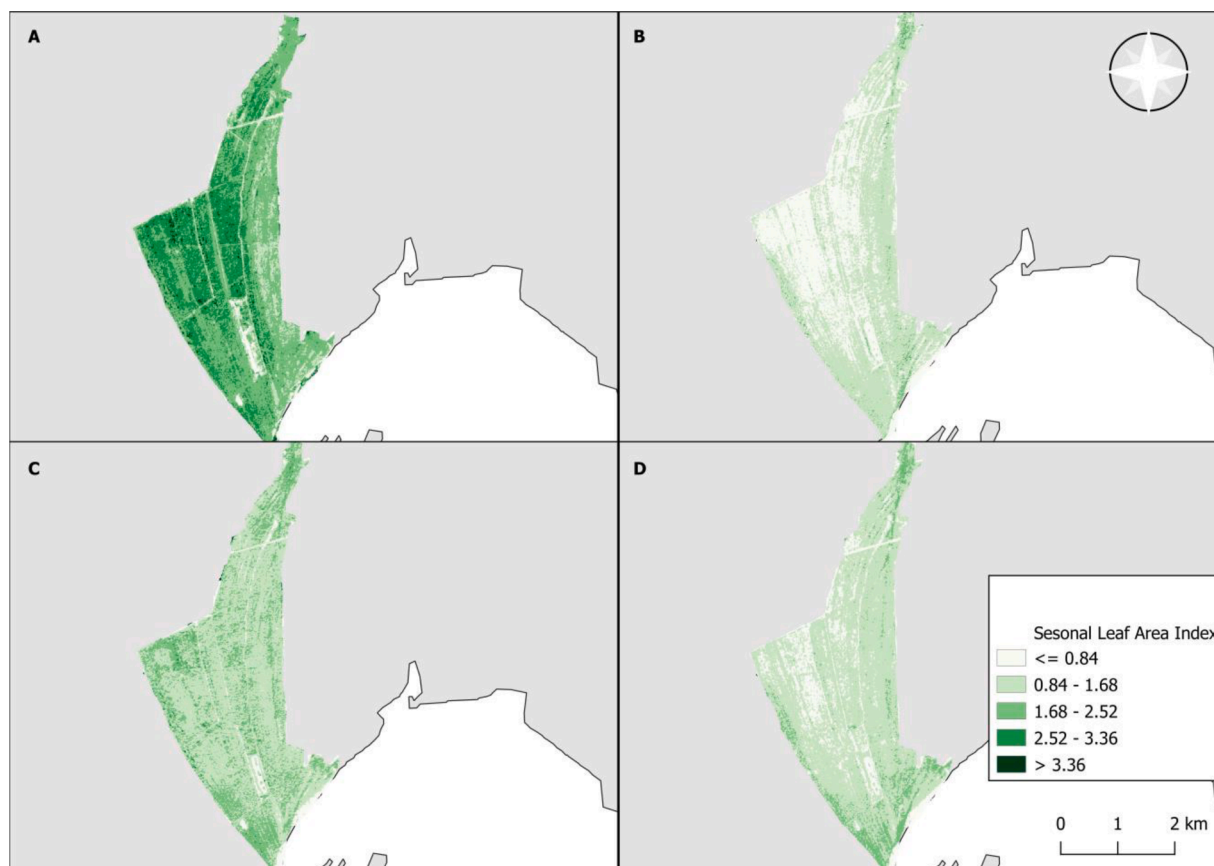 A
B
C
D
Sesonal Leaf Area Index
<= 0.84
0.84 - 1.68
1.68 - 2.52
2.52 - 3.36
> 3.36
0 1 2 km